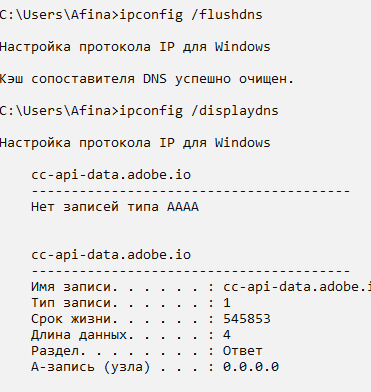 C:\Users\Afina>ipconfig /flushdns
Настройка протокола IP для Windows
Кэш сопоставителя DNS успешно очищен.
C:\Users\Afina>ipconfig /displaydns
Настройка протокола IP для Windows
cc-api-data.adobe.io
----------------------------------------
Нет записей типа AAAA
cc-api-data.adobe.io
----------------------------------------
Имя записи. . . . . . : cc-api-data.adobe.i
Тип записи. . . . . . : 1
Срок жизни. . . . . . : 545853
Длина данных. . . . . : 4
Раздел. . . . . . . . : Ответ
А-запись (узла) . . . : 0.0.0.0